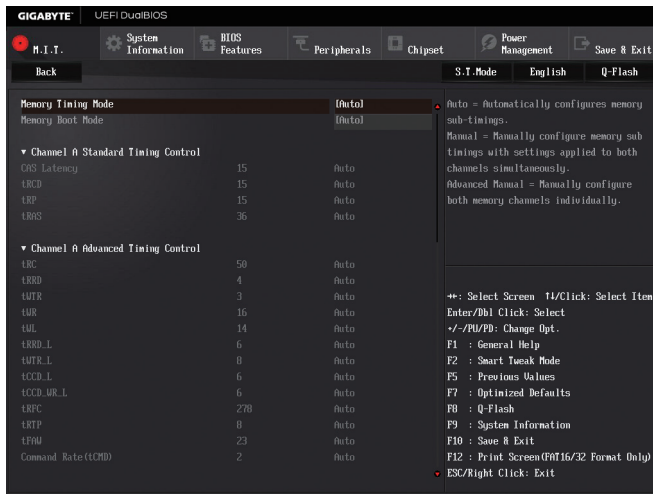 GIGABYTE™ UEFI DualBIOS
M.I.T.
System Information
BIOS Features
Peripherals
Chipset
Power Management
Save & Exit
Back
S.T.Mode English Q-Flash
Memory Timing Mode [Auto]
Memory Boot Mode [Auto]
▼ Channel A Standard Timing Control
CAS Latency 15 Auto
tRCD 15 Auto
tRP 15 Auto
tRAS 36 Auto
▼ Channel A Advanced Timing Control
tRC 50 Auto
tRRD 4 Auto
tWTR 3 Auto
tWR 16 Auto
tWL 14 Auto
tRRD_L 6 Auto
tWTR_L 8 Auto
tCCD_L 6 Auto
tCCD_WR_L 6 Auto
tRFC 278 Auto
tRTP 8 Auto
tFAW 23 Auto
Command Rate(tCMD) 2 Auto
Auto = Automatically configures memory
sub-timings.
Manual = Manually configure memory sub
timings with settings applied to both
channels simultaneously.
Advanced Manual = Manually configure
both memory channels individually.
→←: Select Screen ↑↓/Click: Select Item
Enter/Dbl Click: Select
+/-/PU/PD: Change Opt.
F1 : General Help
F2 : Smart Tweak Mode
F5 : Previous Values
F7 : Optimized Defaults
F8 : Q-Flash
F9 : System Information
F10 : Save & Exit
F12 : Print Screen(FAT16/32 Format Only)
ESC/Right Click: Exit